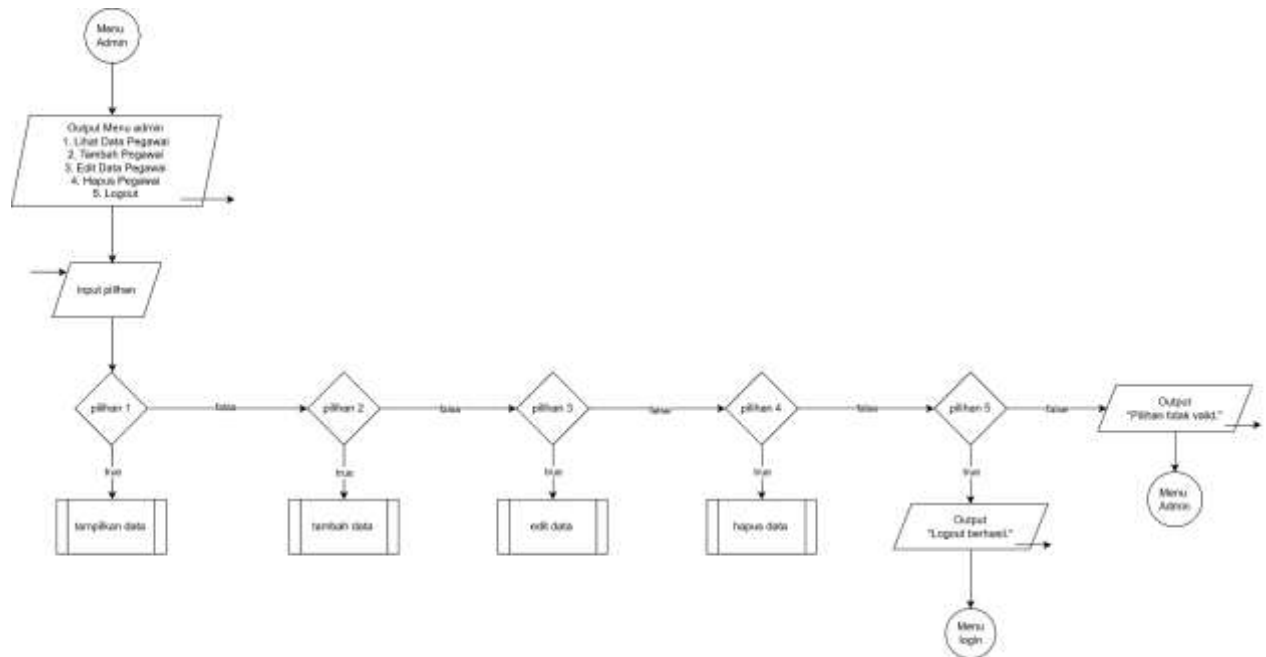 Menu
Admin
Output Menu admin
1. Lihat Data Pegawai
2. Tambah Pegawai
3. Edit Data Pegawai
4. Hapus Pegawai
5. Logout
Input pilihan
pilihan 1
false
pilihan 2
false
pilihan 3
false
pilihan 4
false
pilihan 5
false
Output
"Pilihan tidak valid."
true
true
true
true
true
Menu
Admin
tampilkan data
tambah data
edit data
hapus data
Output
"Logout berhasil."
Menu
login